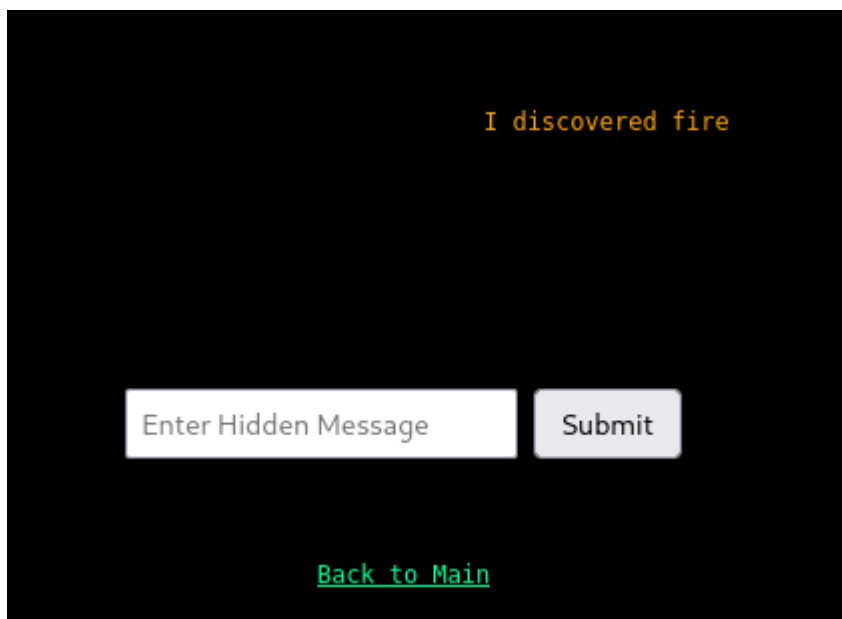 I discovered fire
Enter Hidden Message
Submit
Back to Main